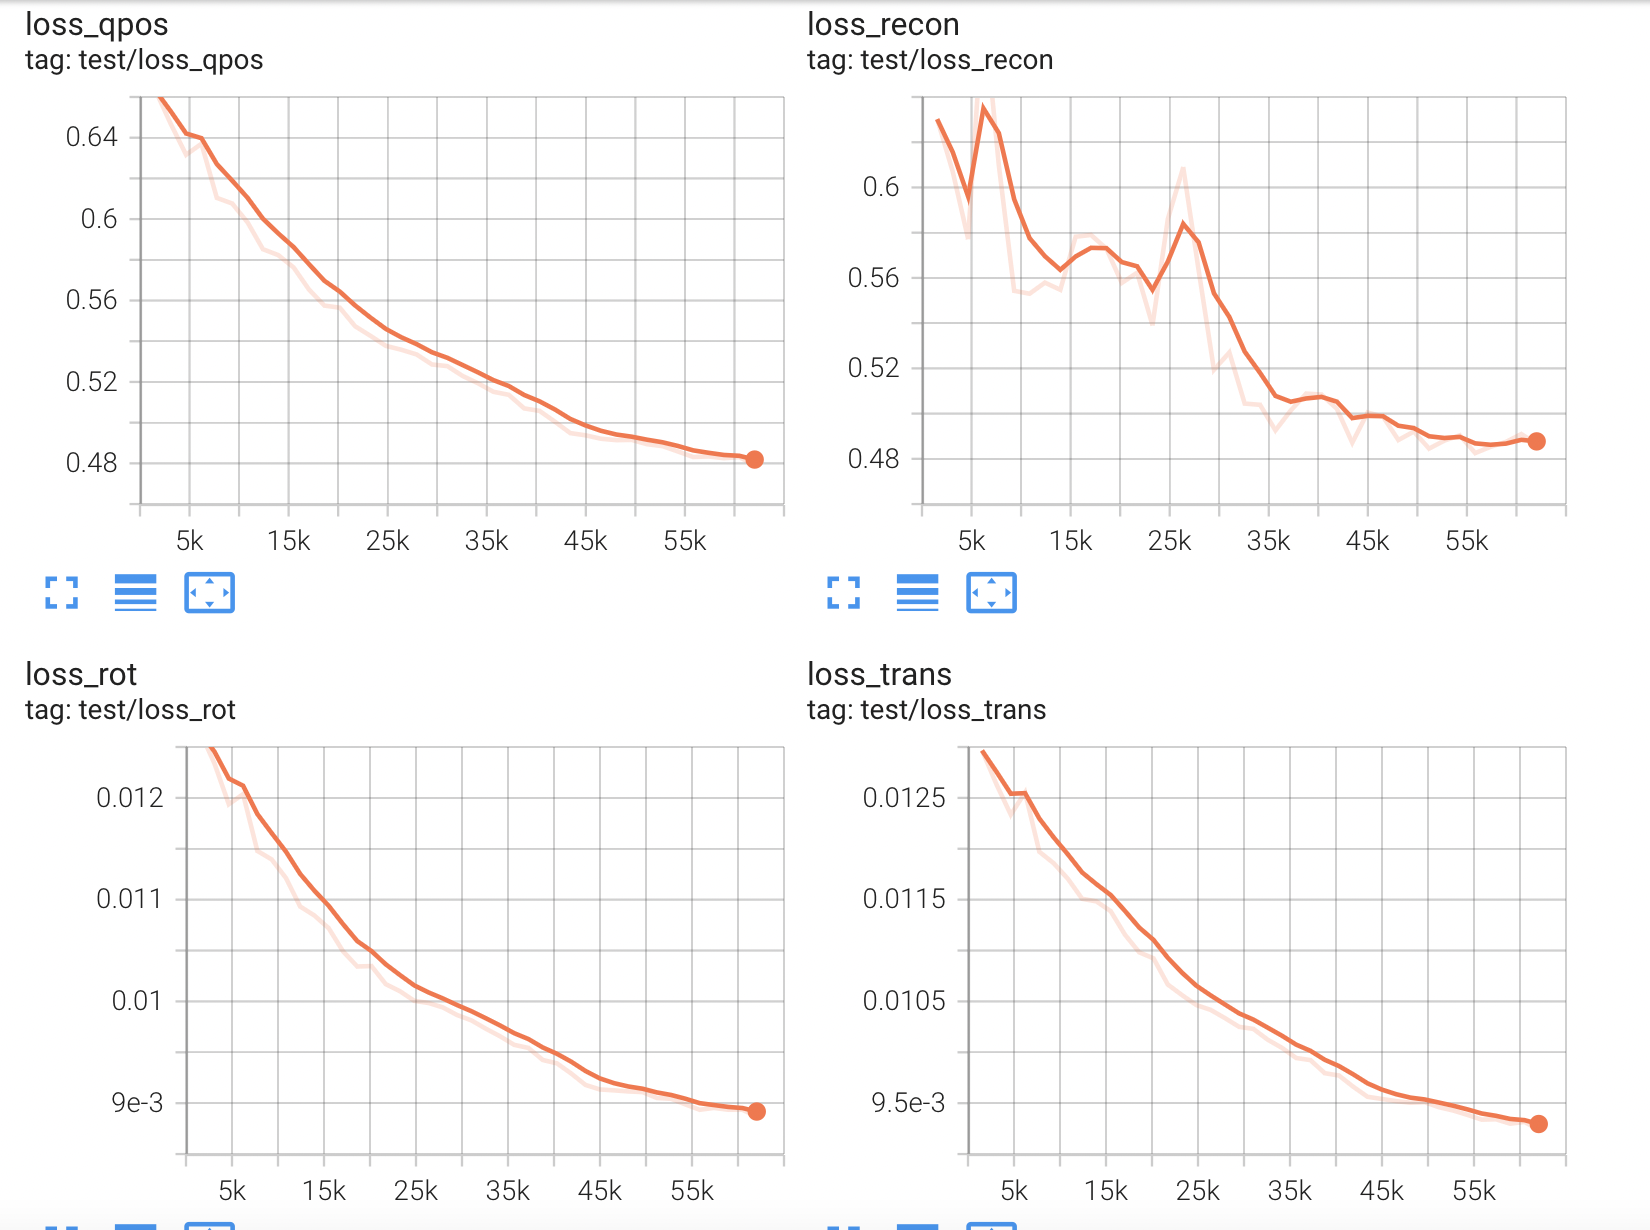 loss_qpos
tag: test/loss_qpos
0.64
0.6
0.56
0.52
0.48
5k 15k 25k 35k 45k 55k
loss_recon
tag: test/loss_recon
0.6
0.56
0.52
0.48
5k 15k 25k 35k 45k 55k
loss_rot
tag: test/loss_rot
0.012
0.011
0.01
9e-3
5k 15k 25k 35k 45k 55k
loss_trans
tag: test/loss_trans
0.0125
0.0115
0.0105
9.5e-3
5k 15k 25k 35k 45k 55k